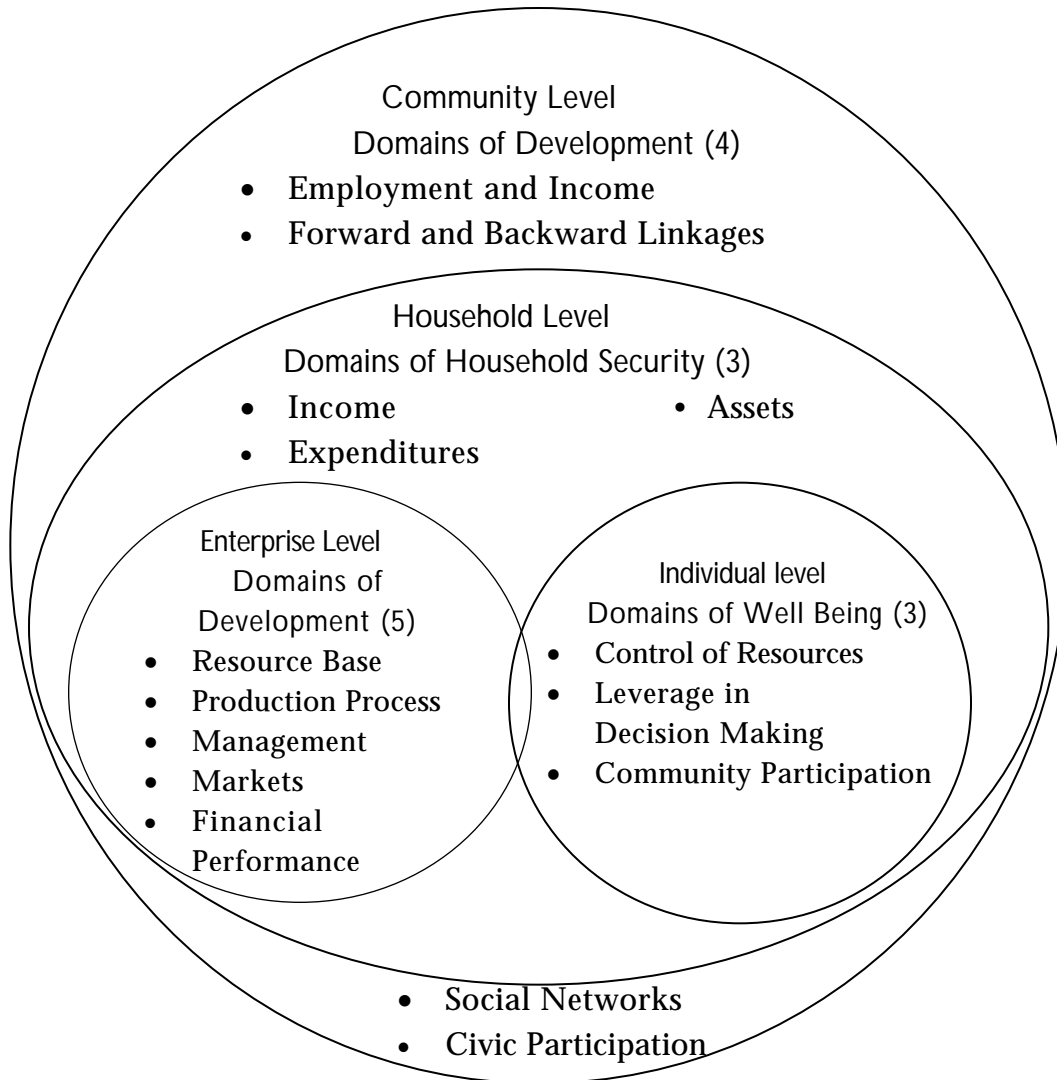 Community Level
Domains of Development (4)
• Employment and Income
• Forward and Backward Linkages
Household Level
Domains of Household Security (3)
• Income
• Assets
• Expenditures
Enterprise Level
Domains of
Development (5)
• Resource Base
• Production Process
• Management
• Markets
• Financial
Performance
Individual level
Domains of Well Being (3)
• Control of Resources
• Leverage in
Decision Making
• Community Participation
• Social Networks
• Civic Participation